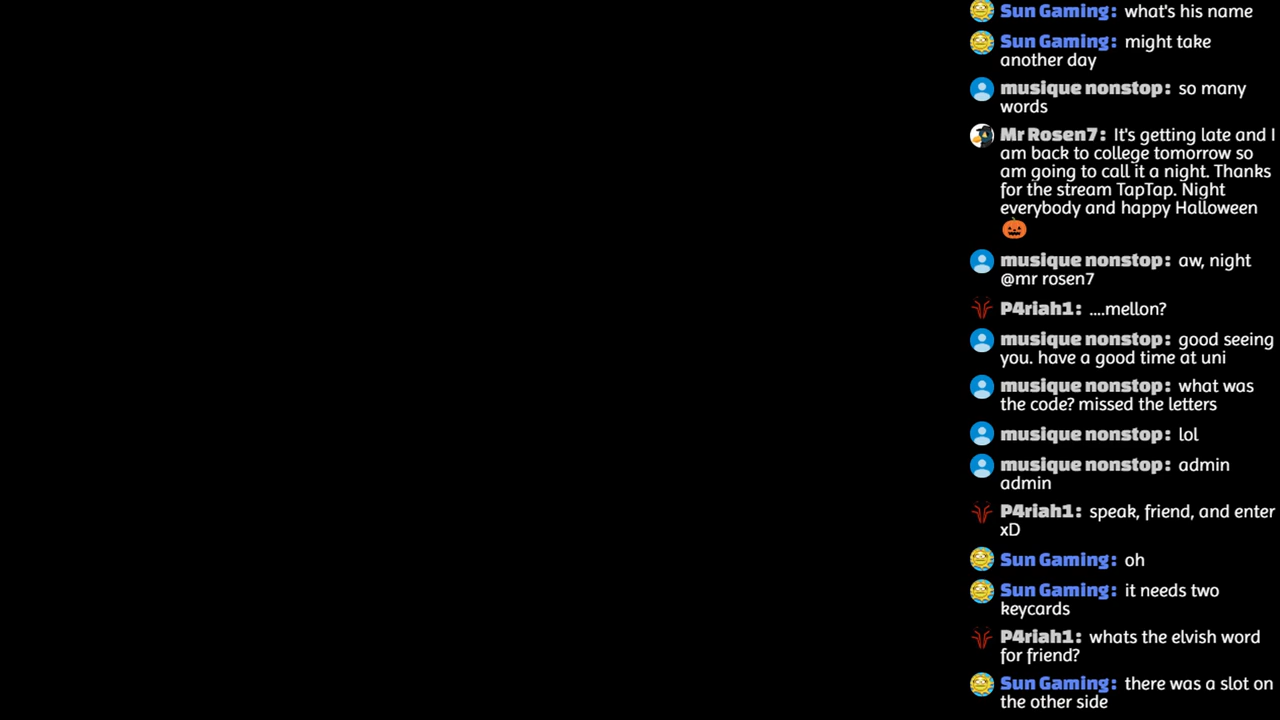 Sun Gaming: what's his name
Sun Gaming: might take
another day
musique nonstop: so many
words
Mr Rosen7: It's getting late and I
am back to college tomorrow so
am going to call it a night. Thanks
for the stream TapTap. Night
everybody and happy Halloween
🎃
musique nonstop: aw, night
@mr rosen7
P4riah1: ....mellon?
musique nonstop: good seeing
you. have a good time at uni
musique nonstop: what was
the code? missed the letters
musique nonstop: lol
musique nonstop: admin
admin
P4riah1: speak, friend, and enter
xD
Sun Gaming: oh
Sun Gaming: it needs two
keycards
P4riah1: whats the elvish word
for friend?
Sun Gaming: there was a slot on
the other side